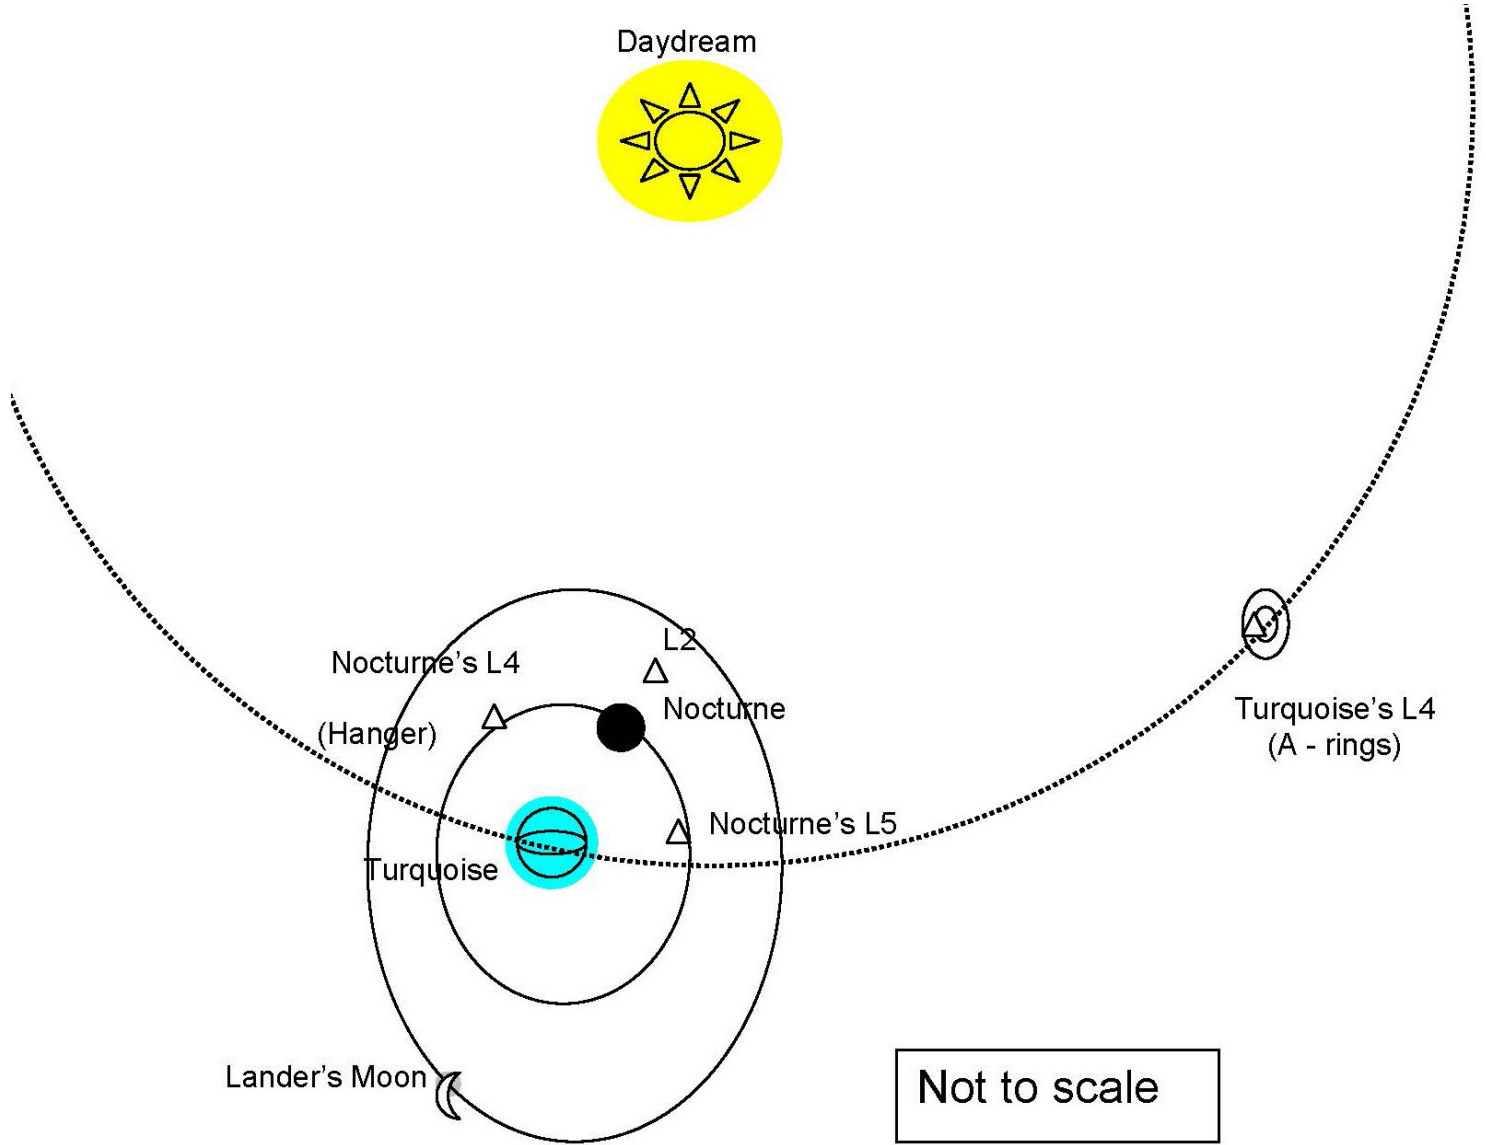 Daydream
L2
Nocturne's L4
Nocturne
(Hanger)
Turquoise's L4
(A - rings)
Nocturne's L5
Turquoise
Lander's Moon
Not to scale